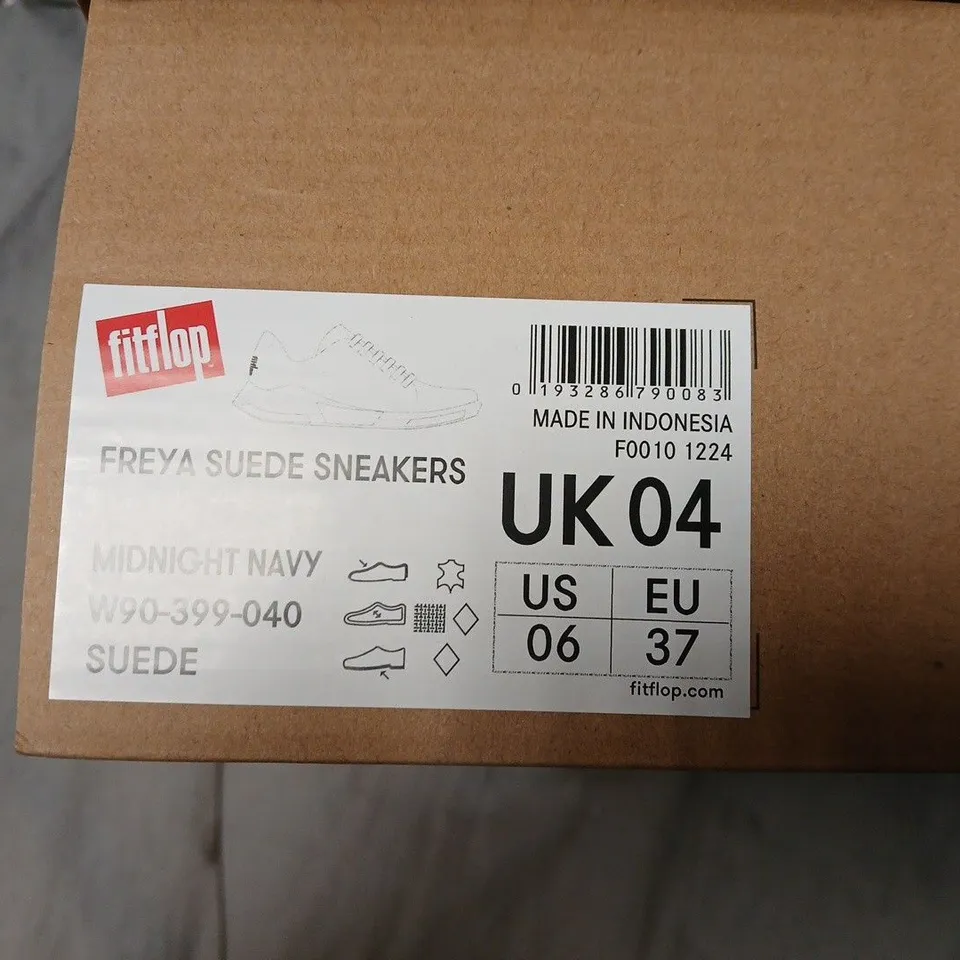 fitflop
0 193286 790083
MADE IN INDONESIA
F0010 1224
FREYA SUEDE SNEAKERS
UK 04
MIDNIGHT NAVY
W90-399-040
SUEDE
US EU
06 37
fitflop.com